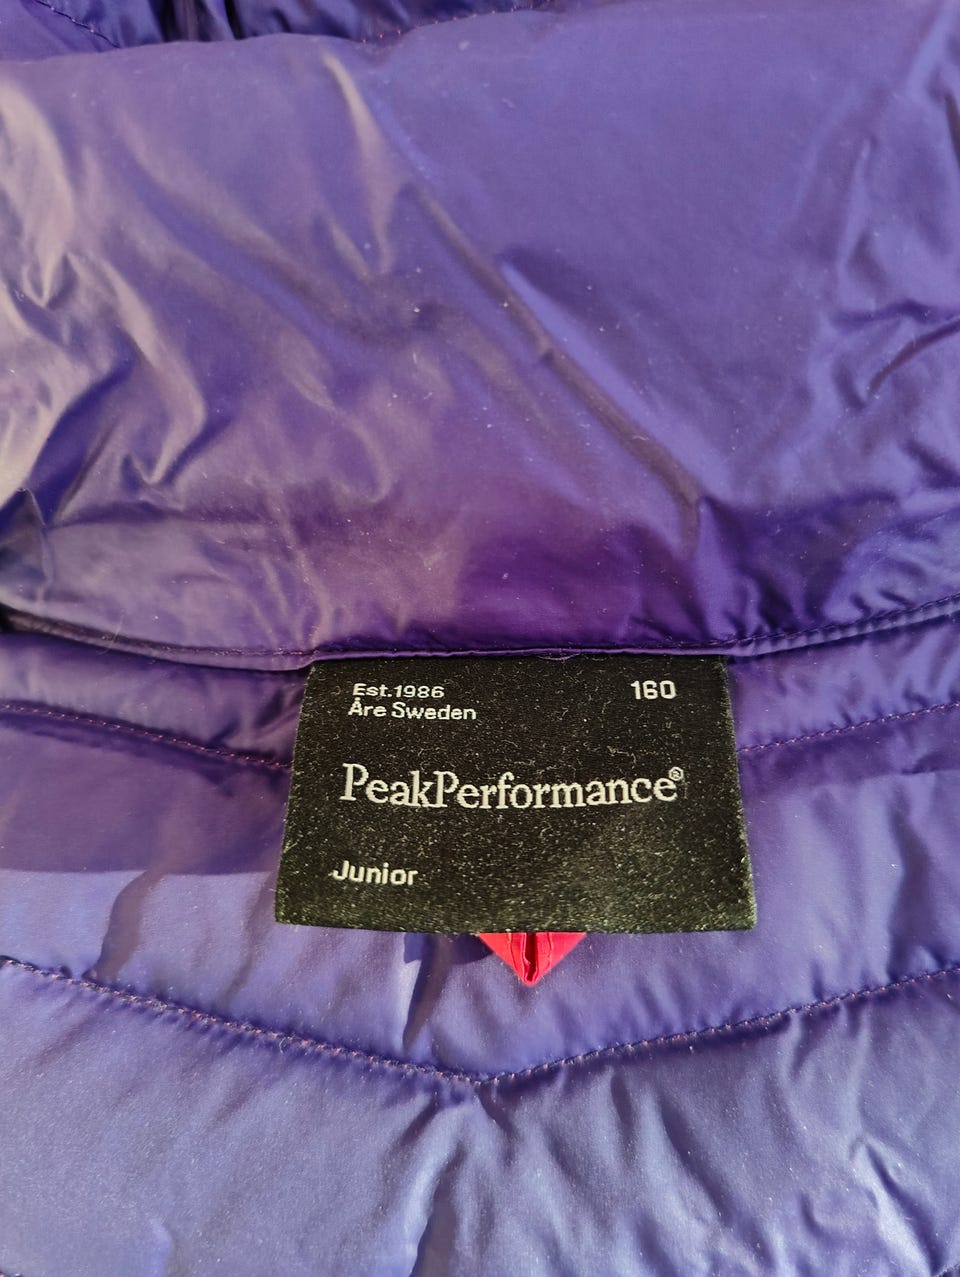 Est.1986
160
Åre Sweden
PeakPerformance®
Junior